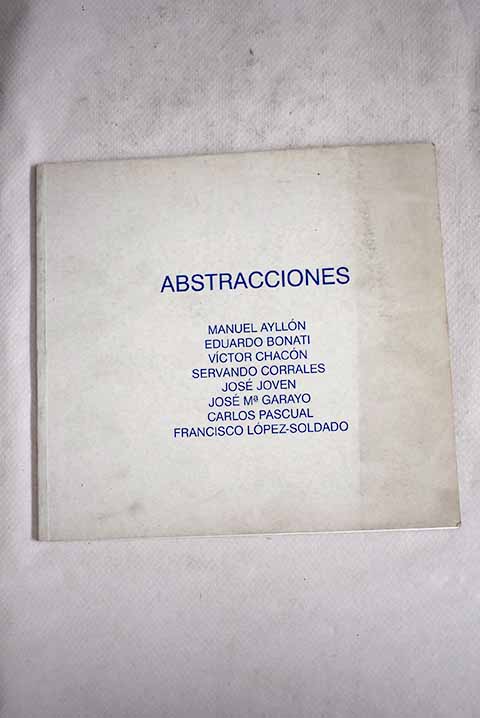 ABSTRACCIONES
MANUEL AYLLÓN
EDUARDO BONATI
VÍCTOR CHACÓN
SERVANDO CORRALES
JOSÉ JOVEN
JOSÉ Mª GARAYO
CARLOS PASCUAL
FRANCISCO LÓPEZ-SOLDADO